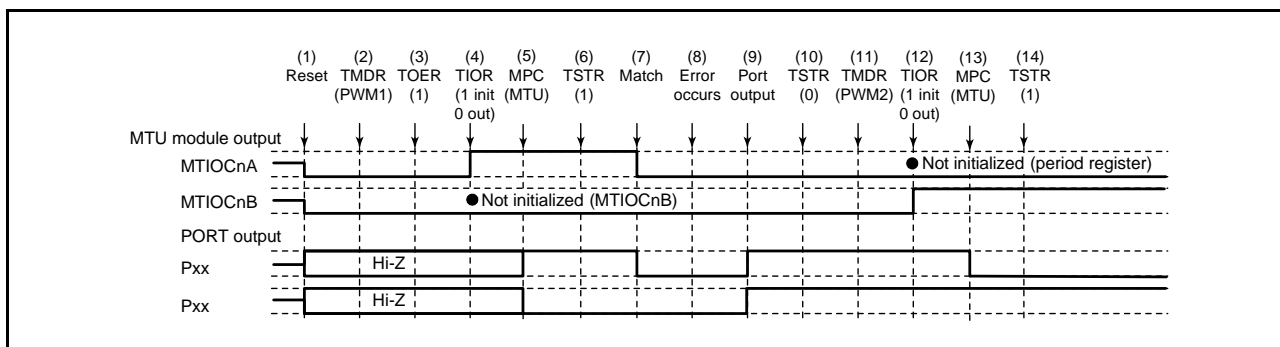 (1) (2) (3) (4) (5) (6) (7) (8) (9) (10) (11) (12) (13) (14)
Reset TMDR TOER TIOR MPC TSTR Match Error Port TSTR TMDR TIOR MPC TSTR
(PWM1) (1) (1 init (MTU) (1) occurs output (0) (PWM2) (1 init (MTU) (1)
0 out) 0 out)
MTU module output
MTIOCnA ● Not initialized (period register)
MTIOCnB ● Not initialized (MTIOCnB)
PORT output
Pxx Hi-Z
Pxx Hi-Z